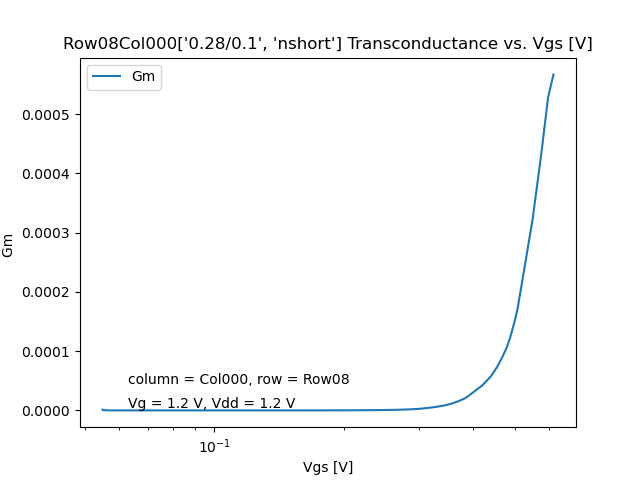 Row08Col000['0.28/0.1', 'nshort'] Transconductance vs. Vgs [V]
Gm
0.0005
0.0004
0.0003
0.0002
0.0001
0.0000
Gm
column = Col000, row = Row08
Vg = 1.2 V, Vdd = 1.2 V
10⁻¹
Vgs [V]